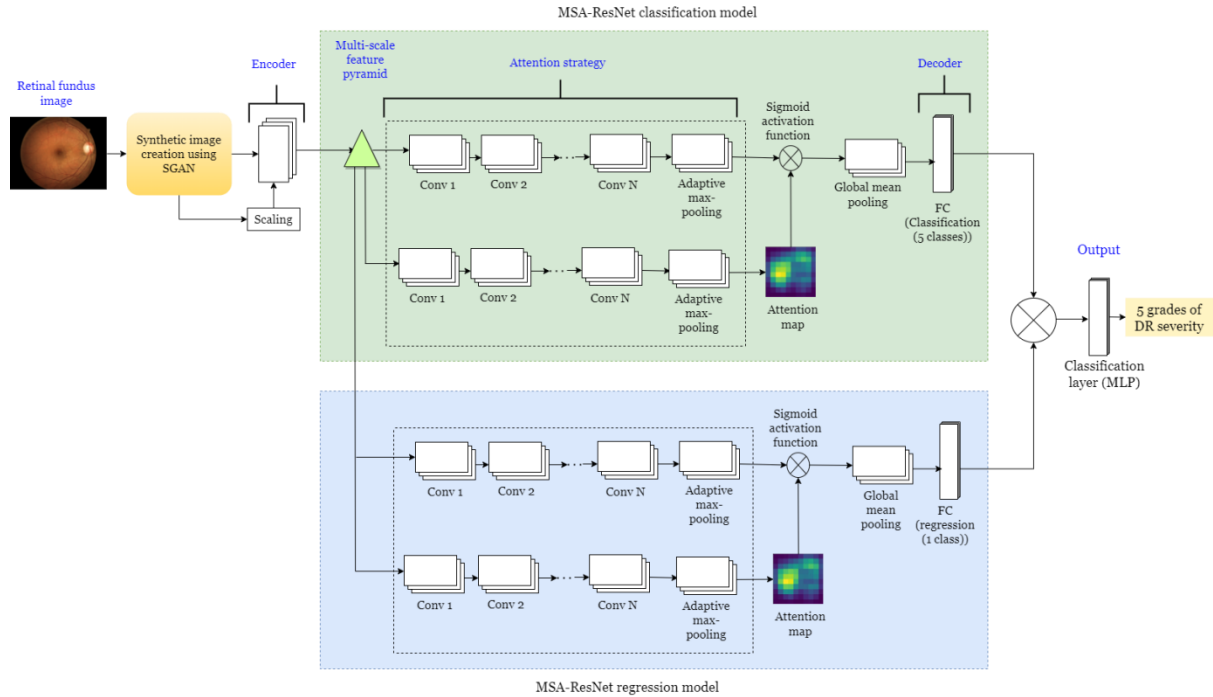 MSA-ResNet classification model
Multi-scale
feature
pyramid
Encoder
Attention strategy
Decoder
Retinal fundus
image
Sigmoid
activation
function
Synthetic image
creation using
SGAN
Conv 1
Conv 2
Conv N
Adaptive
max-
pooling
Global mean
pooling
FC
(Classification
(5 classes))
Scaling
Output
Conv 1
Conv 2
Conv N
Adaptive
max-pooling
Attention
map
5 grades of
DR severity
Classification
layer (MLP)
Sigmoid
activation
function
Conv 1
Conv 2
Conv N
Adaptive
max-pooling
Global
mean
pooling
FC
(regression
(1 class))
Conv 1
Conv 2
Conv N
Adaptive
max-pooling
Attention
map
MSA-ResNet regression model